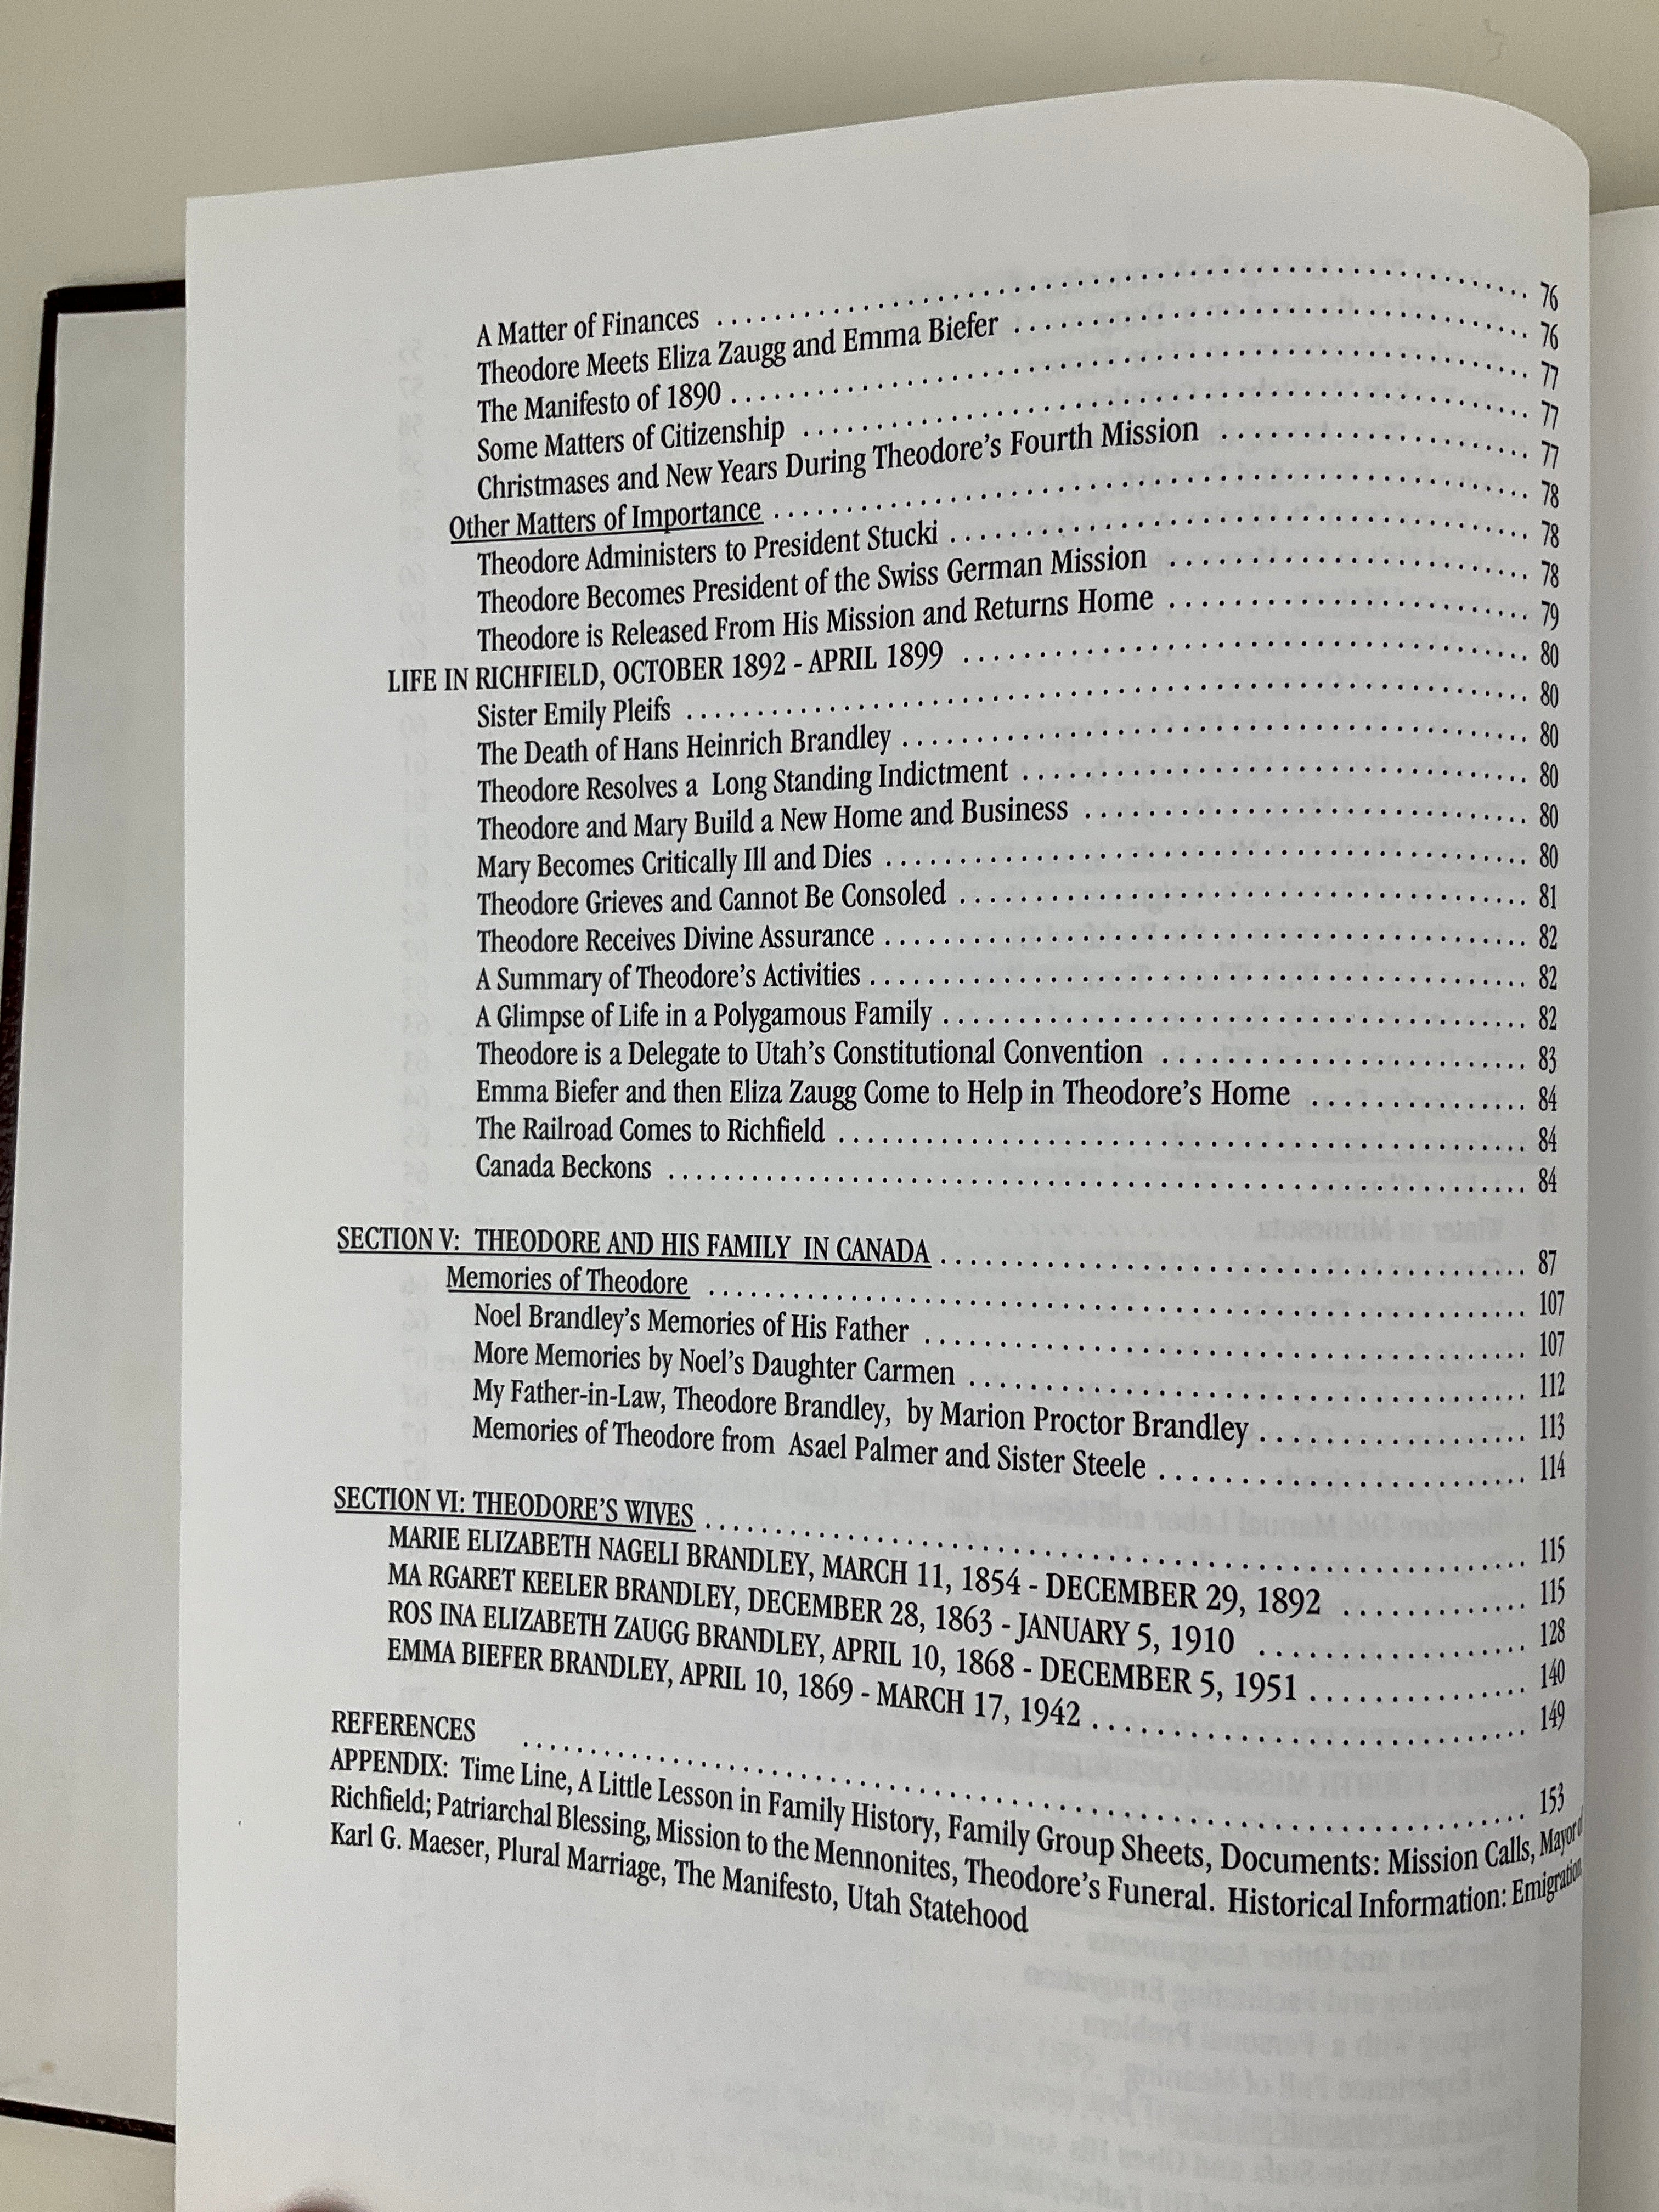 A Matter of Finances ........ 76
Theodore Meets Eliza Zaugg and Emma Biefer ........ 76
The Manifesto of 1890 ........ 77
Some Matters of Citizenship ........ 77
Christmases and New Years During Theodore's Fourth Mission ........ 77
Other Matters of Importance ........ 78
Theodore Administers to President Stucki ........ 78
Theodore Becomes President of the Swiss German Mission ........ 78
Theodore is Released From His Mission and Returns Home ........ 79
LIFE IN RICHFIELD, OCTOBER 1892 - APRIL 1899 ........ 80
Sister Emily Pleifs ........ 80
The Death of Hans Heinrich Brandley ........ 80
Theodore Resolves a Long Standing Indictment ........ 80
Theodore and Mary Build a New Home and Business ........ 80
Mary Becomes Critically Ill and Dies ........ 80
Theodore Grieves and Cannot Be Consoled ........ 81
Theodore Receives Divine Assurance ........ 82
A Summary of Theodore's Activities ........ 82
A Glimpse of Life in a Polygamous Family ........ 82
Theodore is a Delegate to Utah's Constitutional Convention ........ 83
Emma Biefer and then Eliza Zaugg Come to Help in Theodore's Home ........ 84
The Railroad Comes to Richfield ........ 84
Canada Beckons ........ 84
SECTION V: THEODORE AND HIS FAMILY IN CANADA ........ 87
Memories of Theodore ........ 107
Noel Brandley's Memories of His Father ........ 107
More Memories by Noel's Daughter Carmen ........ 112
My Father-in-Law, Theodore Brandley, by Marion Proctor Brandley ........ 113
Memories of Theodore from Asael Palmer and Sister Steele ........ 114
SECTION VI: THEODORE'S WIVES ........ 115
MARIE ELIZABETH NAGELI BRANDLEY, MARCH 11, 1854 - DECEMBER 29, 1892 ........ 115
MA RGARET KEELER BRANDLEY, DECEMBER 28, 1863 - JANUARY 5, 1910 ........ 128
ROS INA ELIZABETH ZAUGG BRANDLEY, APRIL 10, 1868 - DECEMBER 5, 1951 ........ 140
EMMA BIEFER BRANDLEY, APRIL 10, 1869 - MARCH 17, 1942 ........ 149
REFERENCES ........ 153
APPENDIX: Time Line, A Little Lesson in Family History, Family Group Sheets, Documents: Mission Calls, Mayor of
Richfield; Patriarchal Blessing, Mission to the Mennonites, Theodore's Funeral. Historical Information: Emigration,
Karl G. Maeser, Plural Marriage, The Manifesto, Utah Statehood